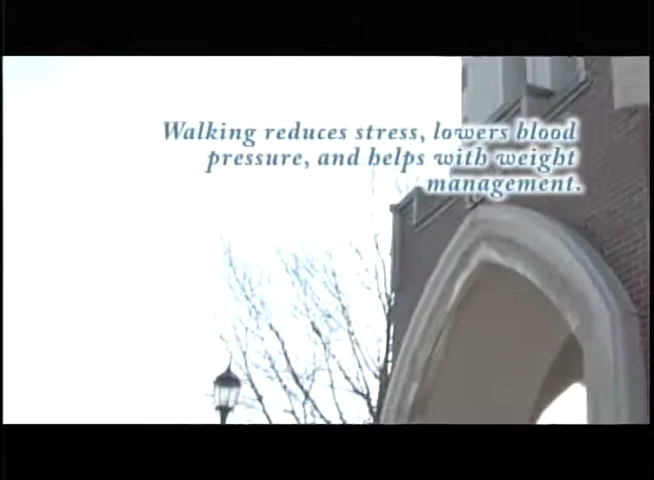 Walking reduces stress, lowers blood
pressure, and helps with weight
management.